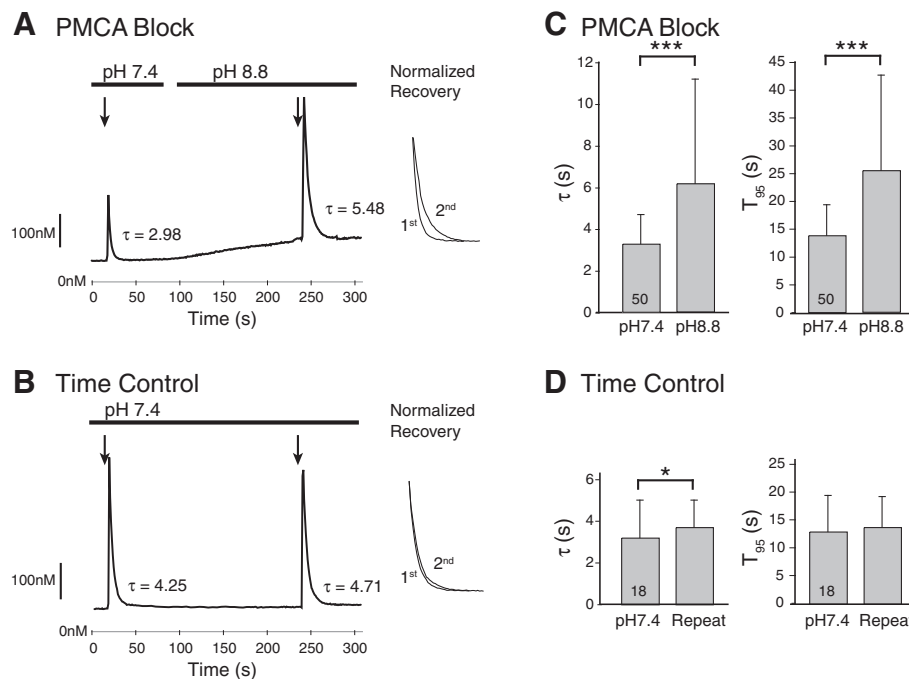 A PMCA Block
pH 7.4
pH 8.8
Normalized
Recovery
100nM
τ = 2.98
τ = 5.48
1st
2nd
0nM
0 50 100 150 200 250 300
Time (s)
B Time Control
pH 7.4
Normalized
Recovery
100nM
τ = 4.25
τ = 4.71
1st
2nd
0nM
0 50 100 150 200 250 300
Time (s)
C PMCA Block
***
12
10
8
6
4
2
0
τ (s)
50
pH7.4 pH8.8
***
45
40
35
30
25
20
15
10
5
0
T95 (s)
50
pH7.4 pH8.8
D Time Control
*
6
4
2
0
τ (s)
18
pH7.4 Repeat
25
20
15
10
5
0
T95 (s)
18
pH7.4 Repeat